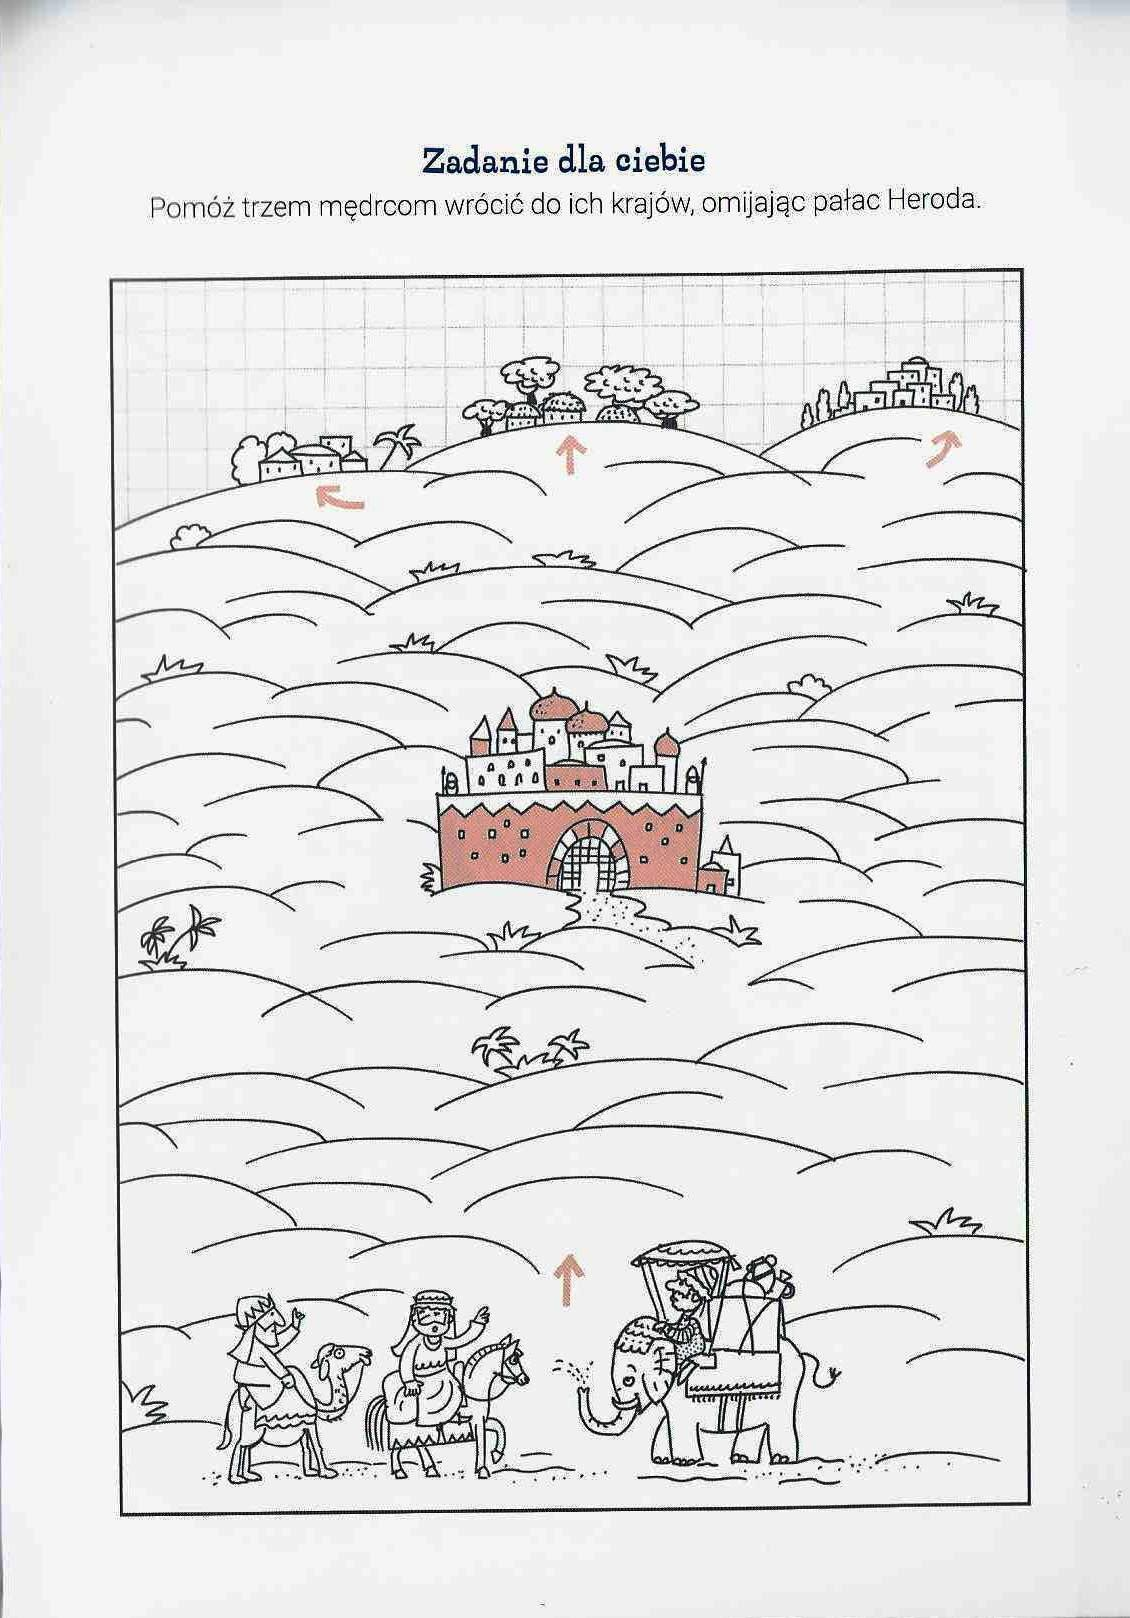 Zadanie dla ciebie
Pomóż trzem mędrcom wrócić do ich krajów, omijając pałac Heroda.